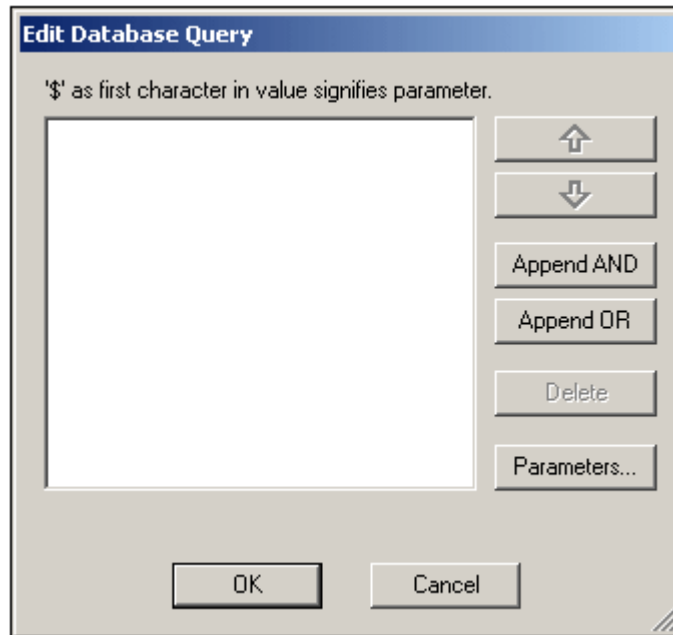 Edit Database Query
'$' as first character in value signifies parameter.
Append AND
Append OR
Delete
Parameters...
OK
Cancel